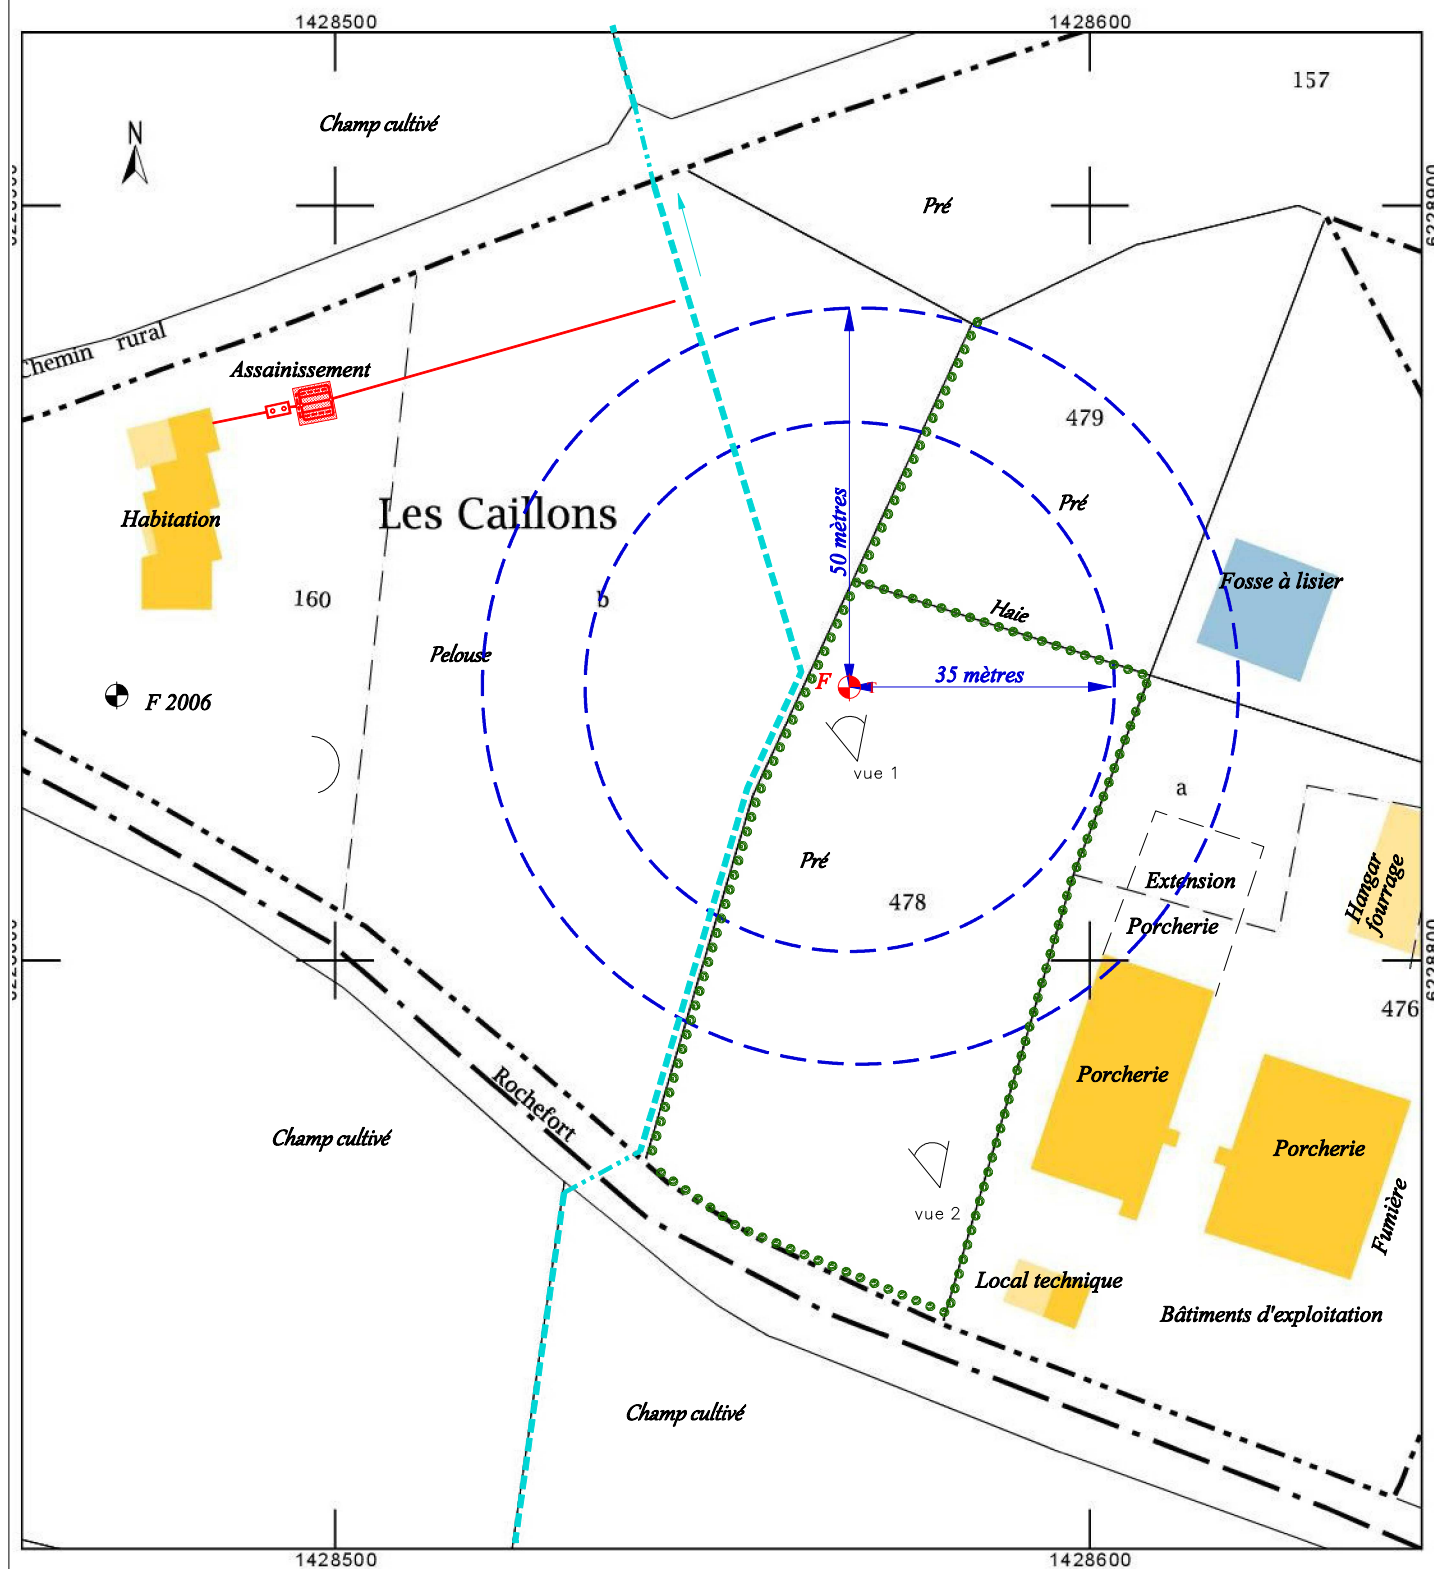 1428500
1428600
157
Champ cultivé
N
Pré
Chemin rural
Assainissement
479
Pré
50 mètres
Les Caillons
Habitation
Fosse à lisier
160
b
Haie
Pelouse
35 mètres
F
F 2006
vue 1
a
Pré
Extension
478
Porcherie
Hangar
fourrage
476
Porcherie
Rochefort
Champ cultivé
Porcherie
vue 2
Fumière
Local technique
Bâtiments d'exploitation
Champ cultivé
1428500
1428600